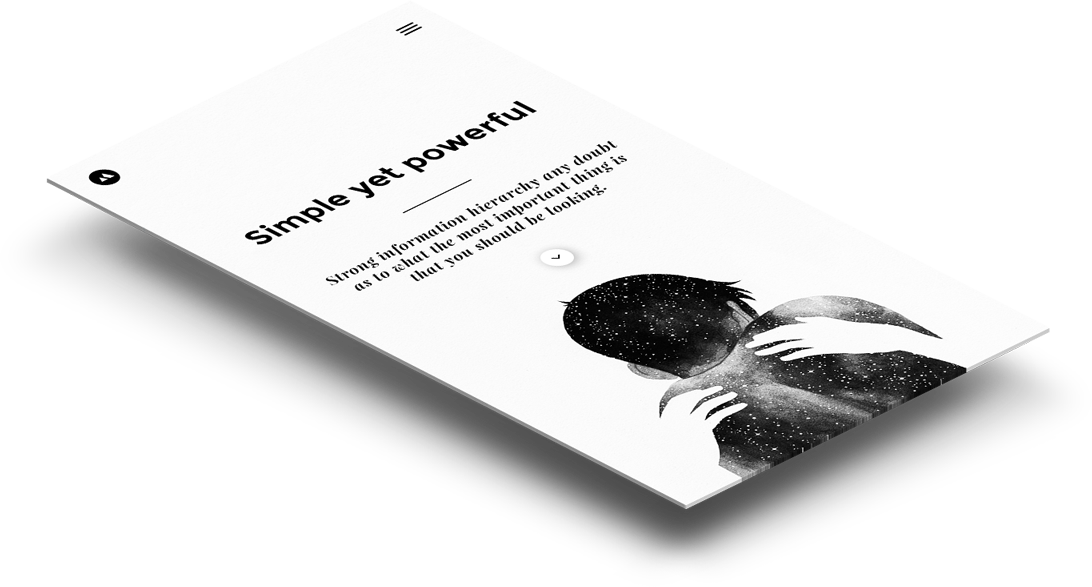 Simple yet powerful
Strong information hierarchy any doubt
as to what the most important thing is
that you should be looking.